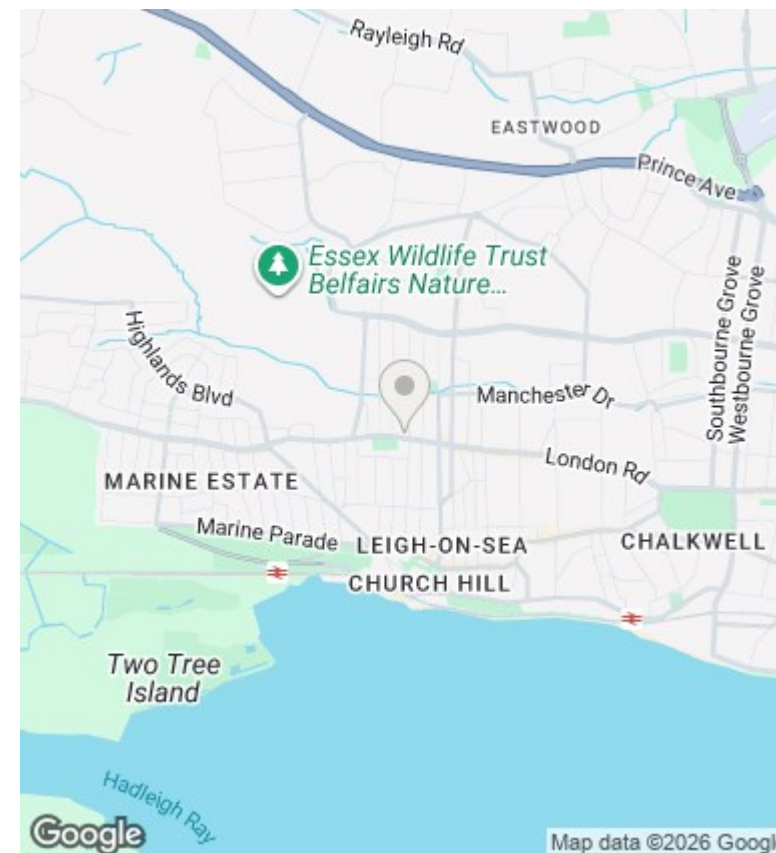 Rayleigh Rd
EASTWOOD
Prince Ave
Essex Wildlife Trust
Belfairs Nature...
Southbourne Grove
Westbourne Grove
Highlands Blvd
Manchester Dr
London Rd
MARINE ESTATE
Marine Parade
LEIGH-ON-SEA
CHALKWELL
CHURCH HILL
Two Tree
Island
Hadleigh Ray
Google
Map data ©2026 Googl